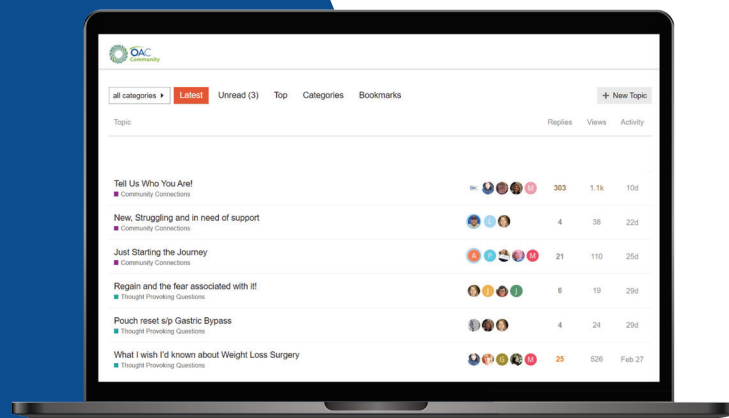 OAC
Community
all categories Latest Unread (3) Top Categories Bookmarks + New Topic
Topic Replies Views Activity
Tell Us Who You Are! M 303 1.1k 10d
Community Connections
New, Struggling and in need of support L 4 38 22d
Community Connections
Just Starting the Journey A P M 21 110 25d
Community Connections
Regain and the fear associated with it! J J 6 19 29d
Thought Provoking Questions
Pouch reset s/p Gastric Bypass 4 24 29d
Thought Provoking Questions
What I wish I'd known about Weight Loss Surgery G M 25 526 Feb 27
Thought Provoking Questions